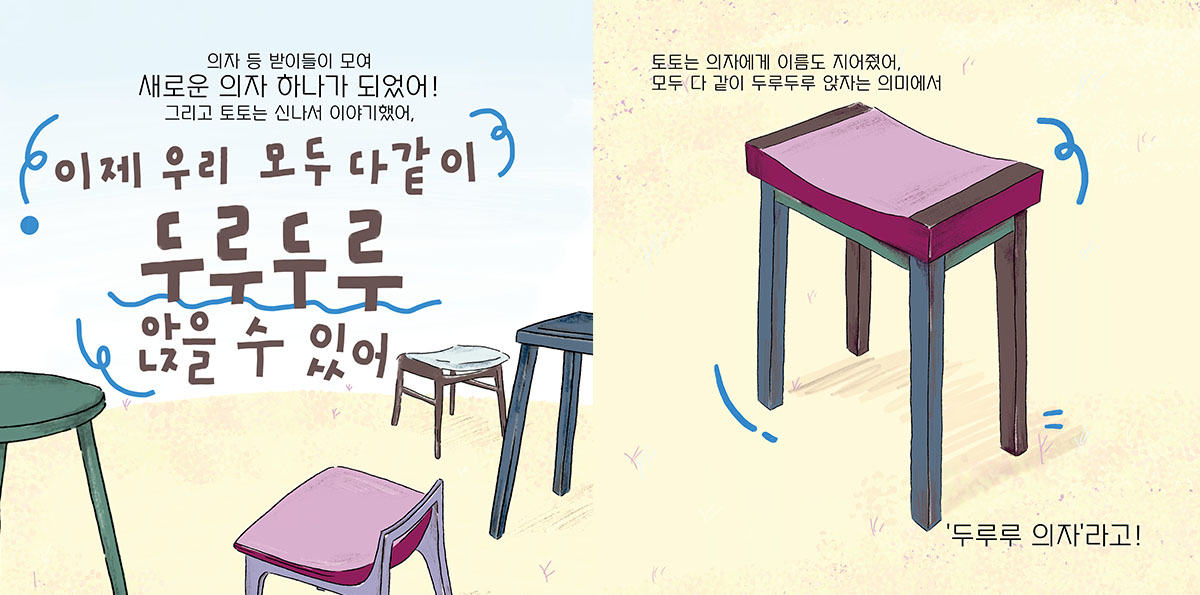 의자 등 받이들이 모여
새로운 의자 하나가 되었어!
그리고 토토는 신나서 이야기했어,
이제 우리 모두 다같이
두루두루
앉을 수 있어
토토는 의자에게 이름도 지어줬어,
모두 다 같이 두루두루 앉자는 의미에서
'두루루 의자'라고!